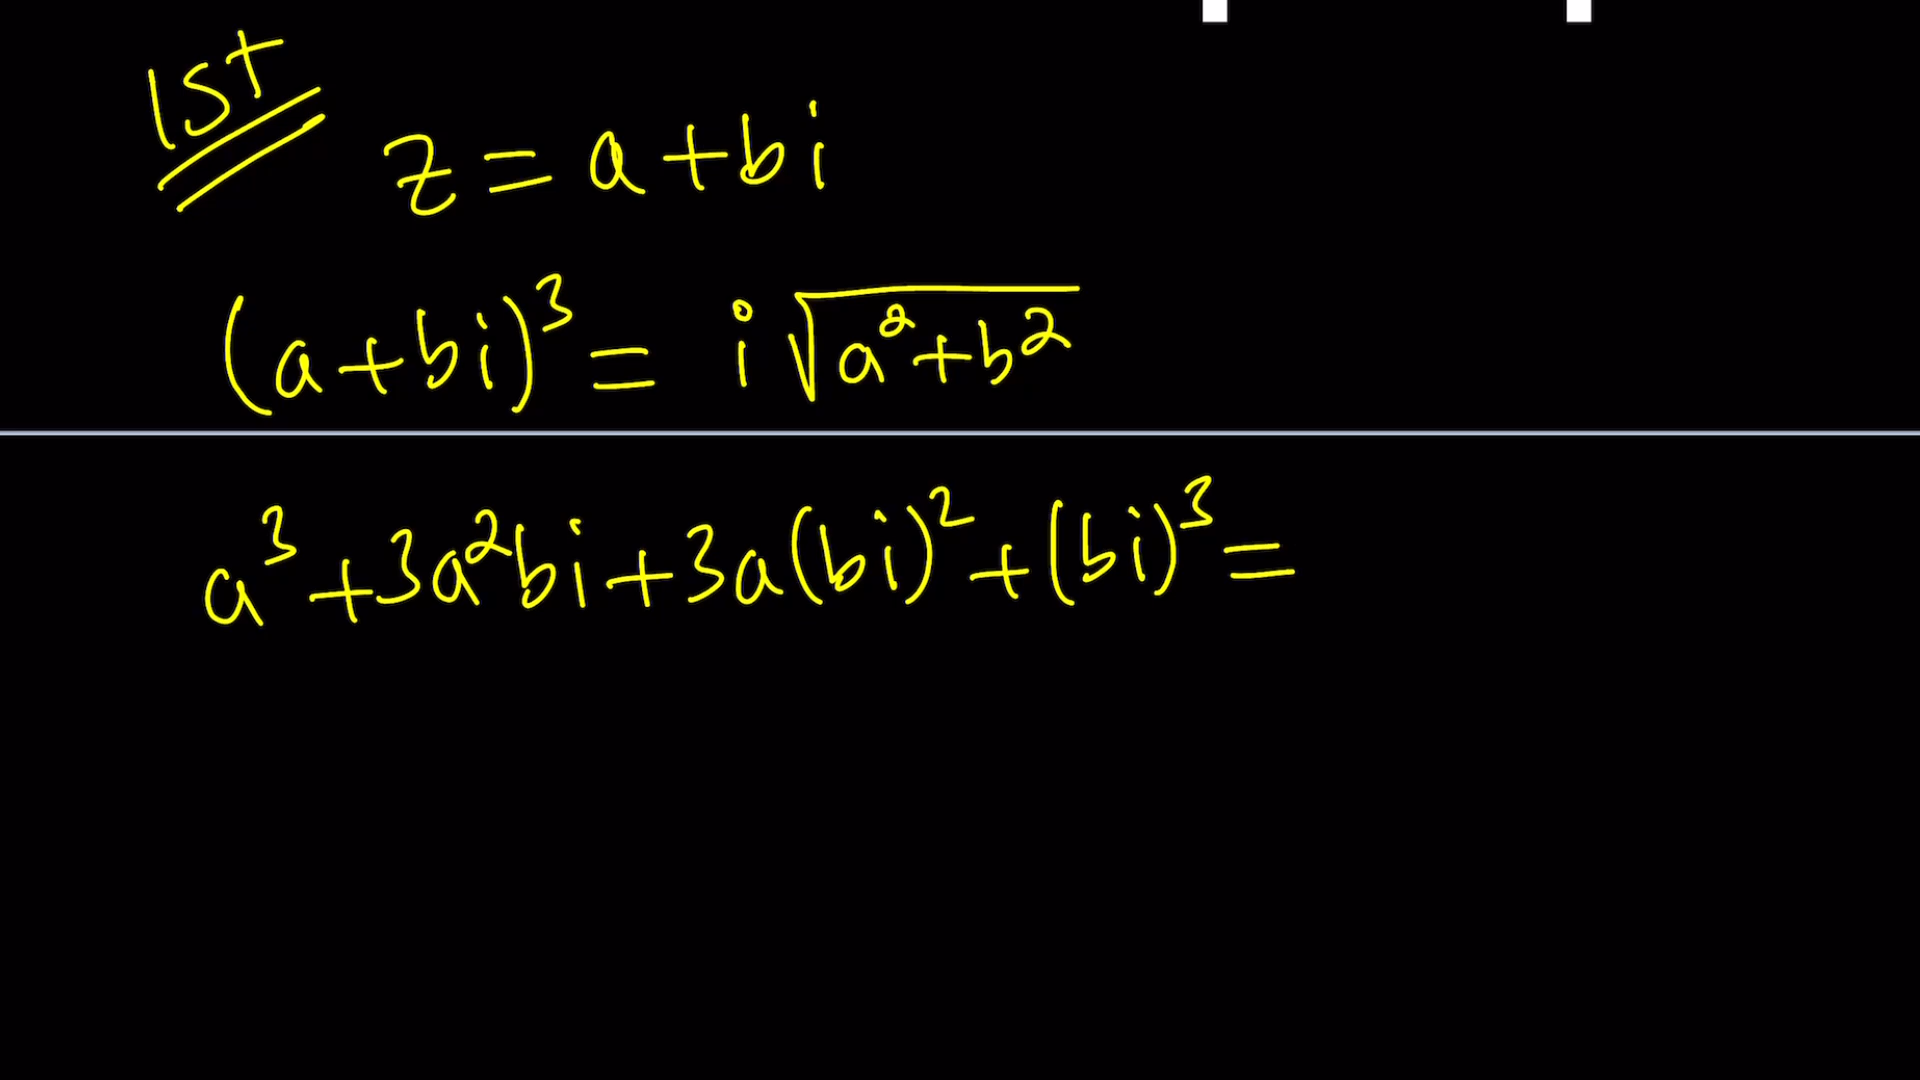 1st
z = a + bi
(a+bi)³ = i √(a²+b²)
a³ + 3a²bi + 3a(bi)² + (bi)³ =